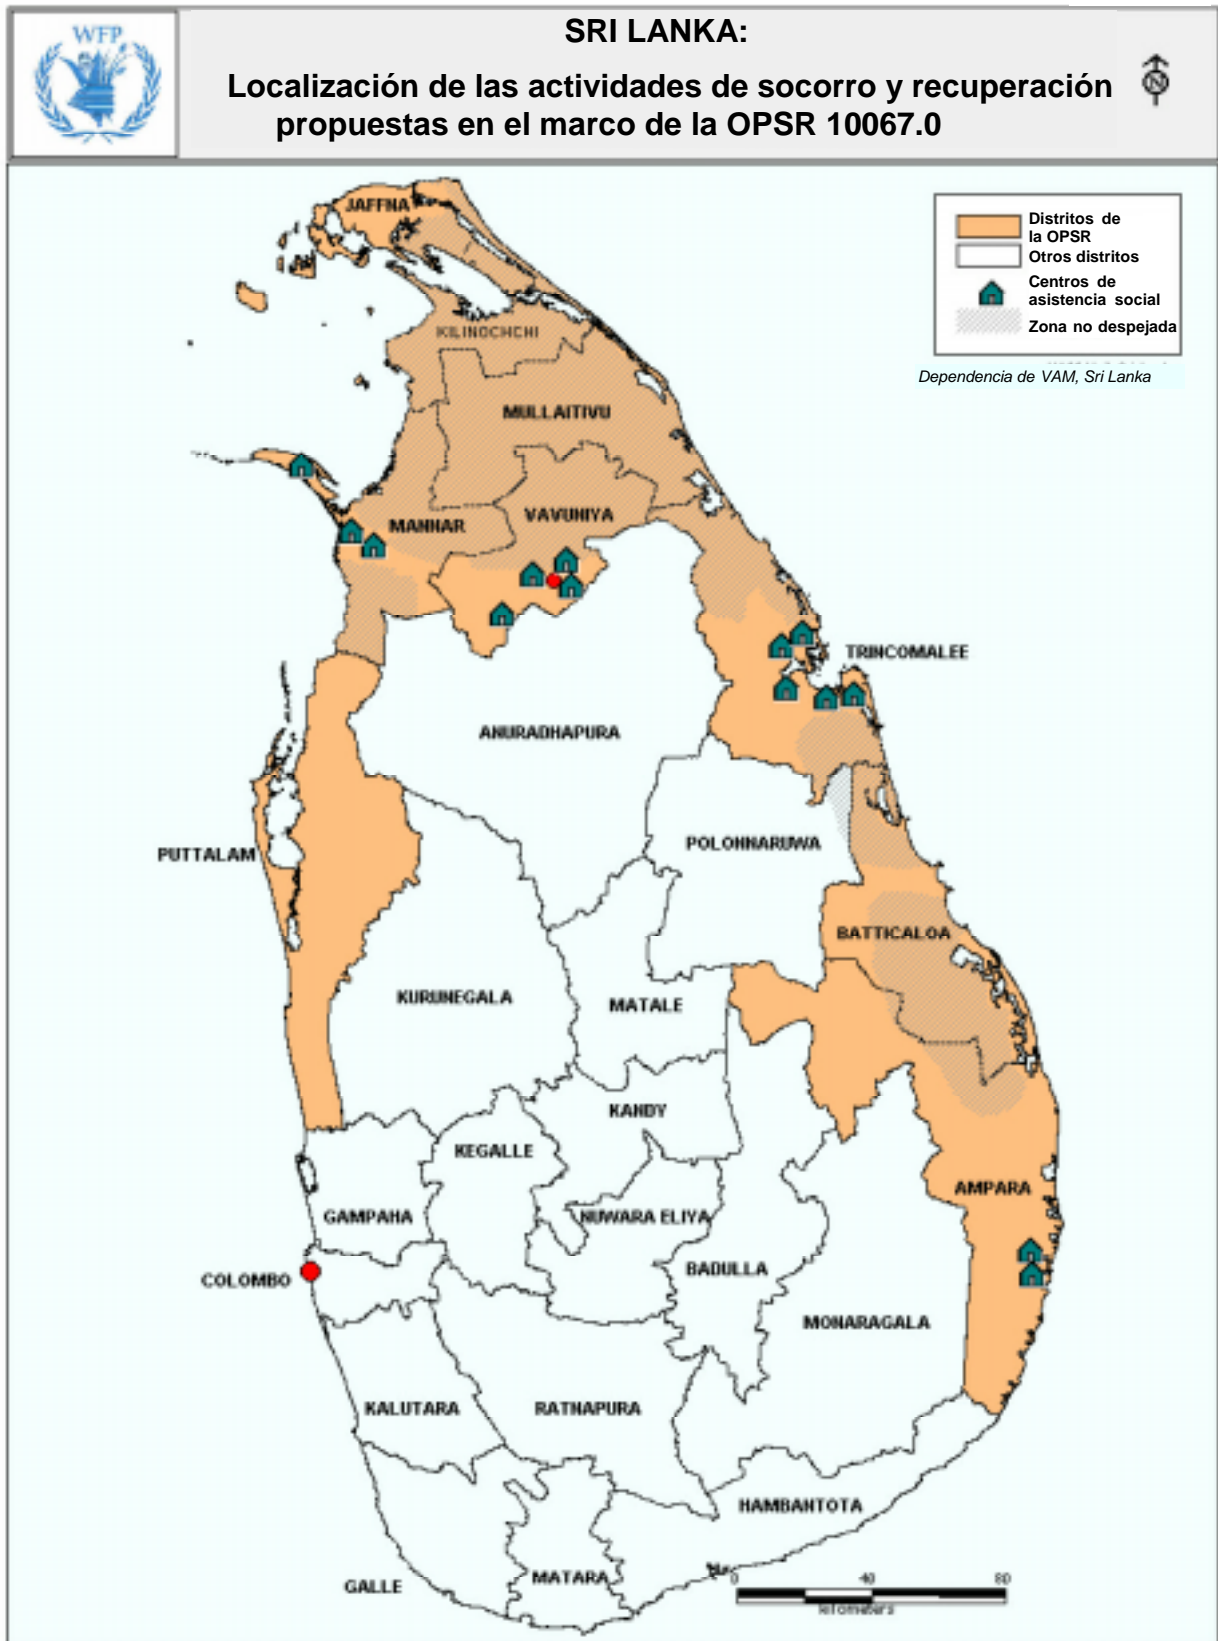 WFP
SRI LANKA:
Localización de las actividades de socorro y recuperación
propuestas en el marco de la OPSR 10067.0
N
Distritos de
la OPSR
Otros distritos
Centros de
asistencia social
Zona no despejada
Dependencia de VAM, Sri Lanka
JAFFNA
KILINOCHCHI
MULLAITIVU
VAVUNIYA
MANNAR
TRINCOMALEE
ANURADHAPURA
POLONNARUWA
PUTTALAM
BATTICALOA
KURUNEGALA
MATALE
KANDY
KEGALLE
AMPARA
NUWARA ELIYA
GAMPAHA
BADULLA
COLOMBO
MONARAGALA
KALUTARA
RATNAPURA
HAMBANTOTA
MATARA
GALLE
0 40 80
kilometers